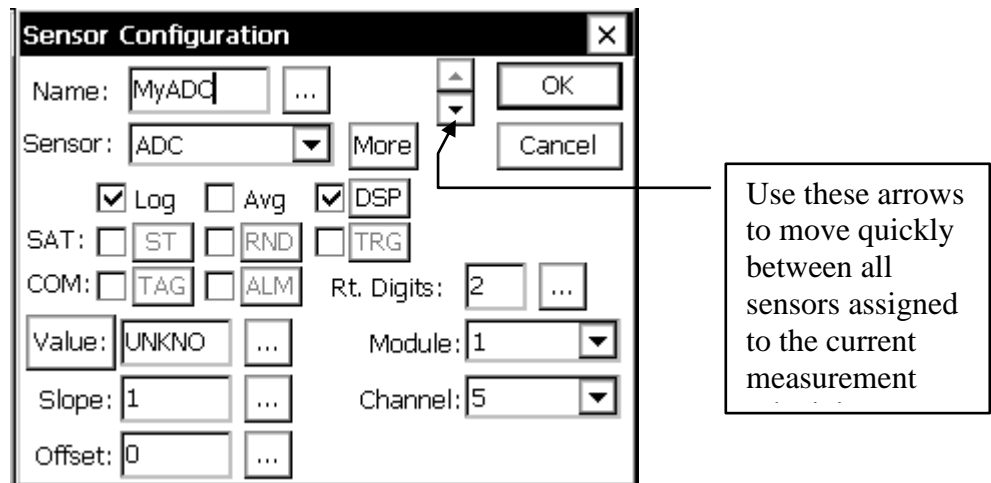 Sensor Configuration
Name: MyADC ...
OK
Sensor: ADC More Cancel
Log Avg DSP
SAT: ST RND TRG
COM: TAG ALM Rt. Digits: 2 ...
Value: UNKNO ... Module: 1
Slope: 1 ... Channel: 5
Offset: 0 ...
Use these arrows
to move quickly
between all
sensors assigned
to the current
measurement